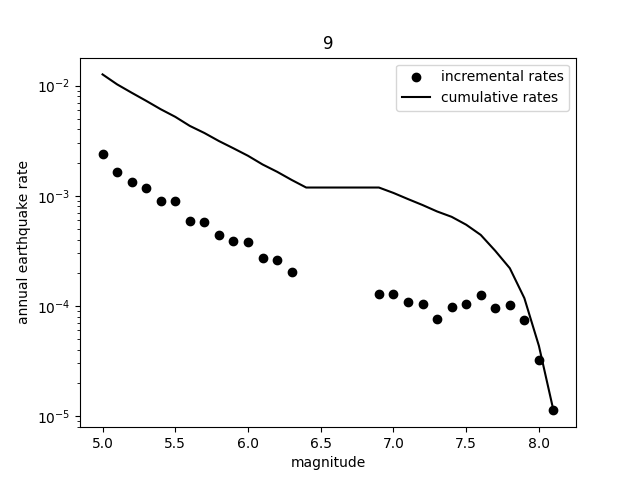 9
incremental rates
cumulative rates
annual earthquake rate
10⁻²
10⁻³
10⁻⁴
10⁻⁵
5.0 5.5 6.0 6.5 7.0 7.5 8.0
magnitude